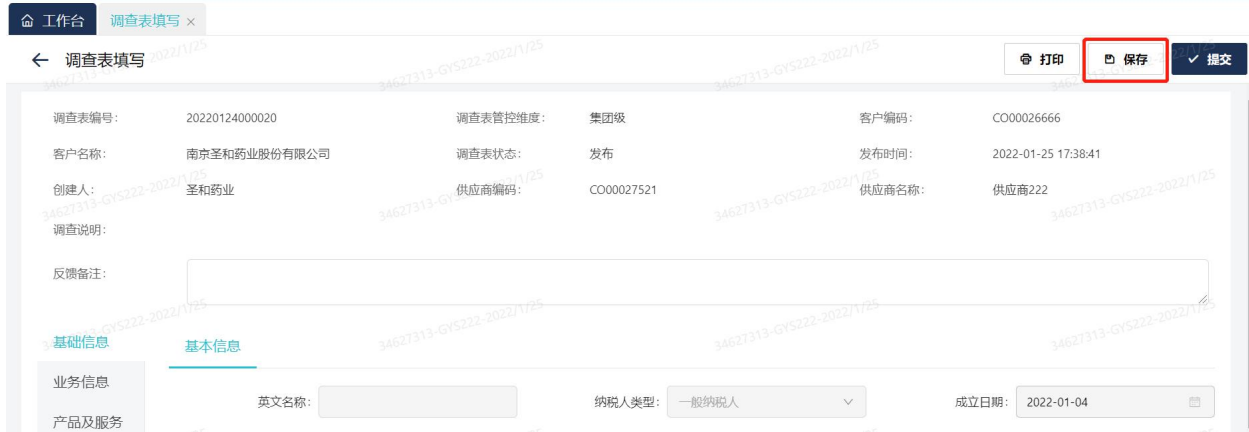 工作台 调查表填写 ×
← 调查表填写 打印 保存 提交
调查表编号: 20220124000020 调查表管控维度: 集团级 客户编码: CO00026666
客户名称: 南京圣和药业股份有限公司 调查表状态: 发布 发布时间: 2022-01-25 17:38:41
创建人: 圣和药业 供应商编码: CO00027521 供应商名称: 供应商222
调查说明:
反馈备注:
基础信息 基本信息
业务信息
英文名称: 纳税人类型: 一般纳税人 成立日期: 2022-01-04
产品及服务
34627313-GYS222-2022/1/25